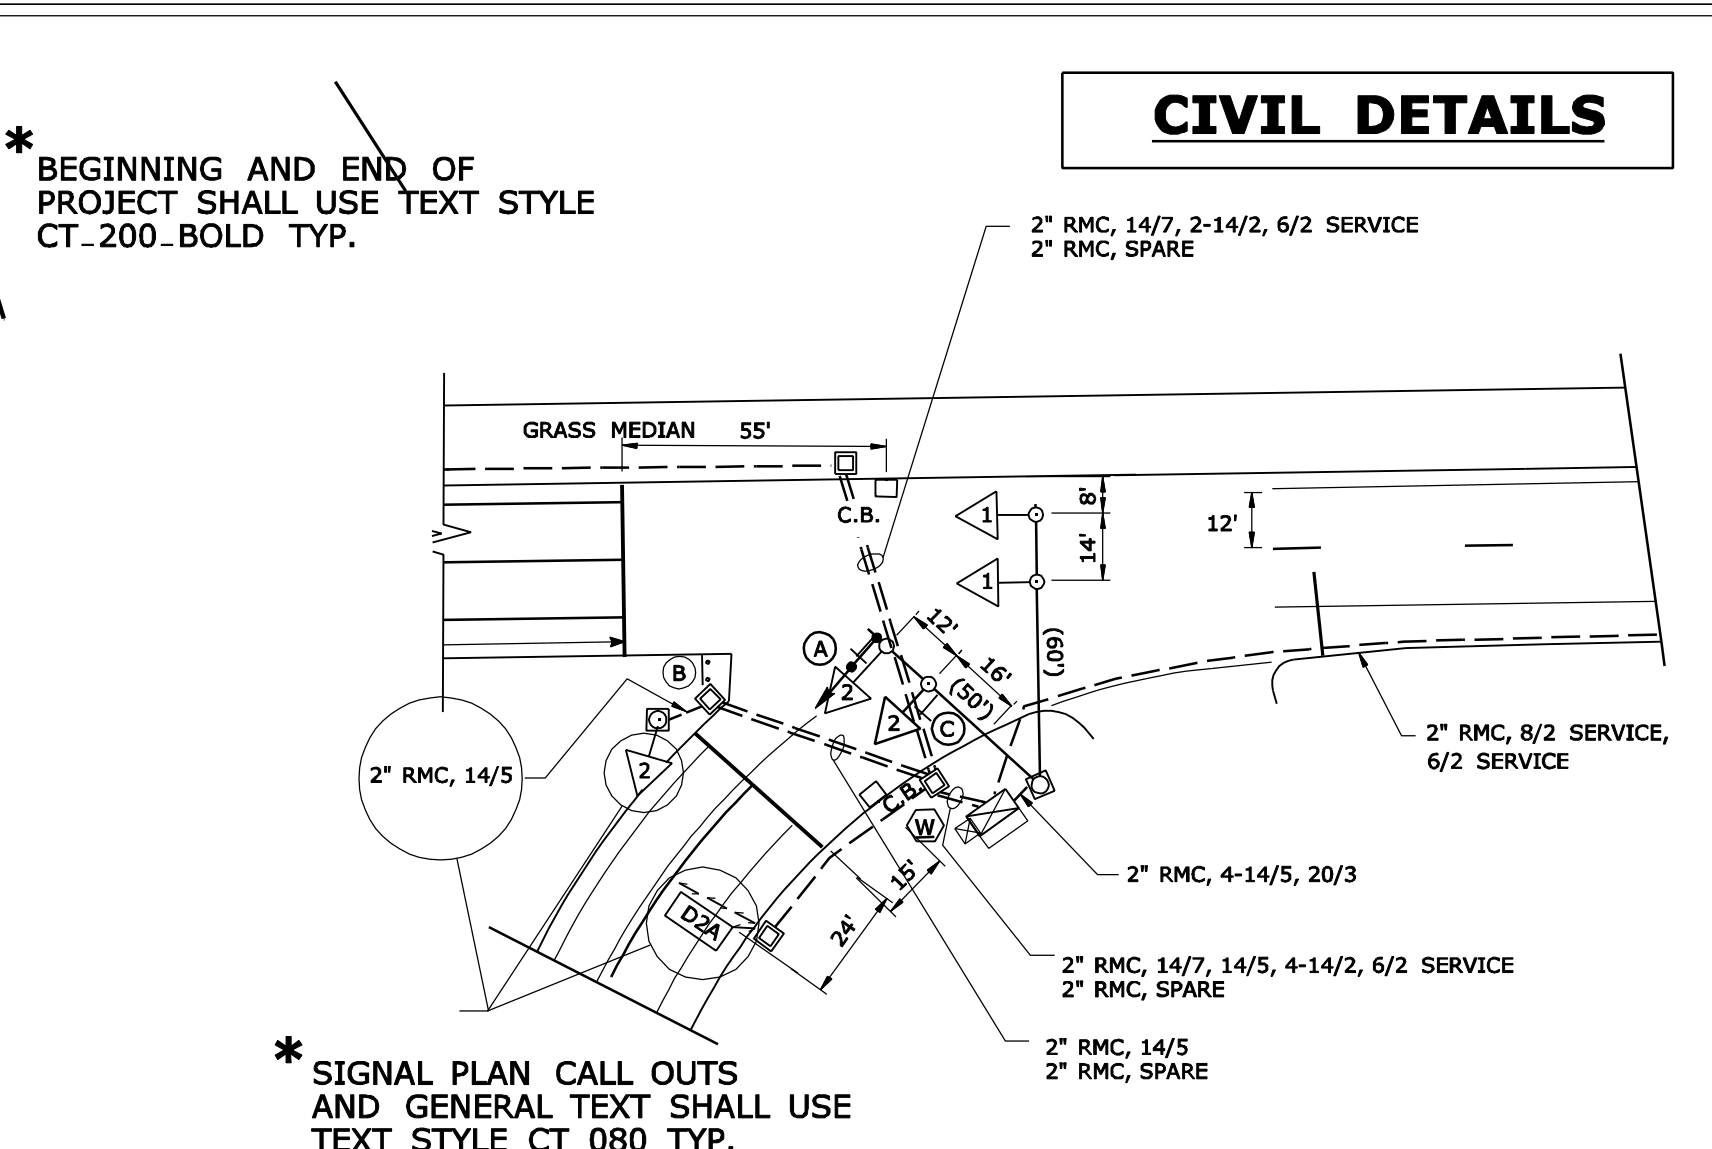 CIVIL DETAILS
*
BEGINNING AND END OF
PROJECT SHALL USE TEXT STYLE
CT_200_BOLD TYP.
2" RMC, 14/7, 2-14/2, 6/2 SERVICE
2" RMC, SPARE
GRASS MEDIAN 55'
C.B.
1
8'
14'
12'
1
12'
16'
(50')
(60')
A
B
2
2
C
2" RMC, 8/2 SERVICE,
6/2 SERVICE
2" RMC, 14/5
2
C.B.
W
15'
24'
D2A
2" RMC, 4-14/5, 20/3
2" RMC, 14/7, 14/5, 4-14/2, 6/2 SERVICE
2" RMC, SPARE
2" RMC, 14/5
2" RMC, SPARE
*
SIGNAL PLAN CALL OUTS
AND GENERAL TEXT SHALL USE
TEXT STYLE CT 080 TYP.